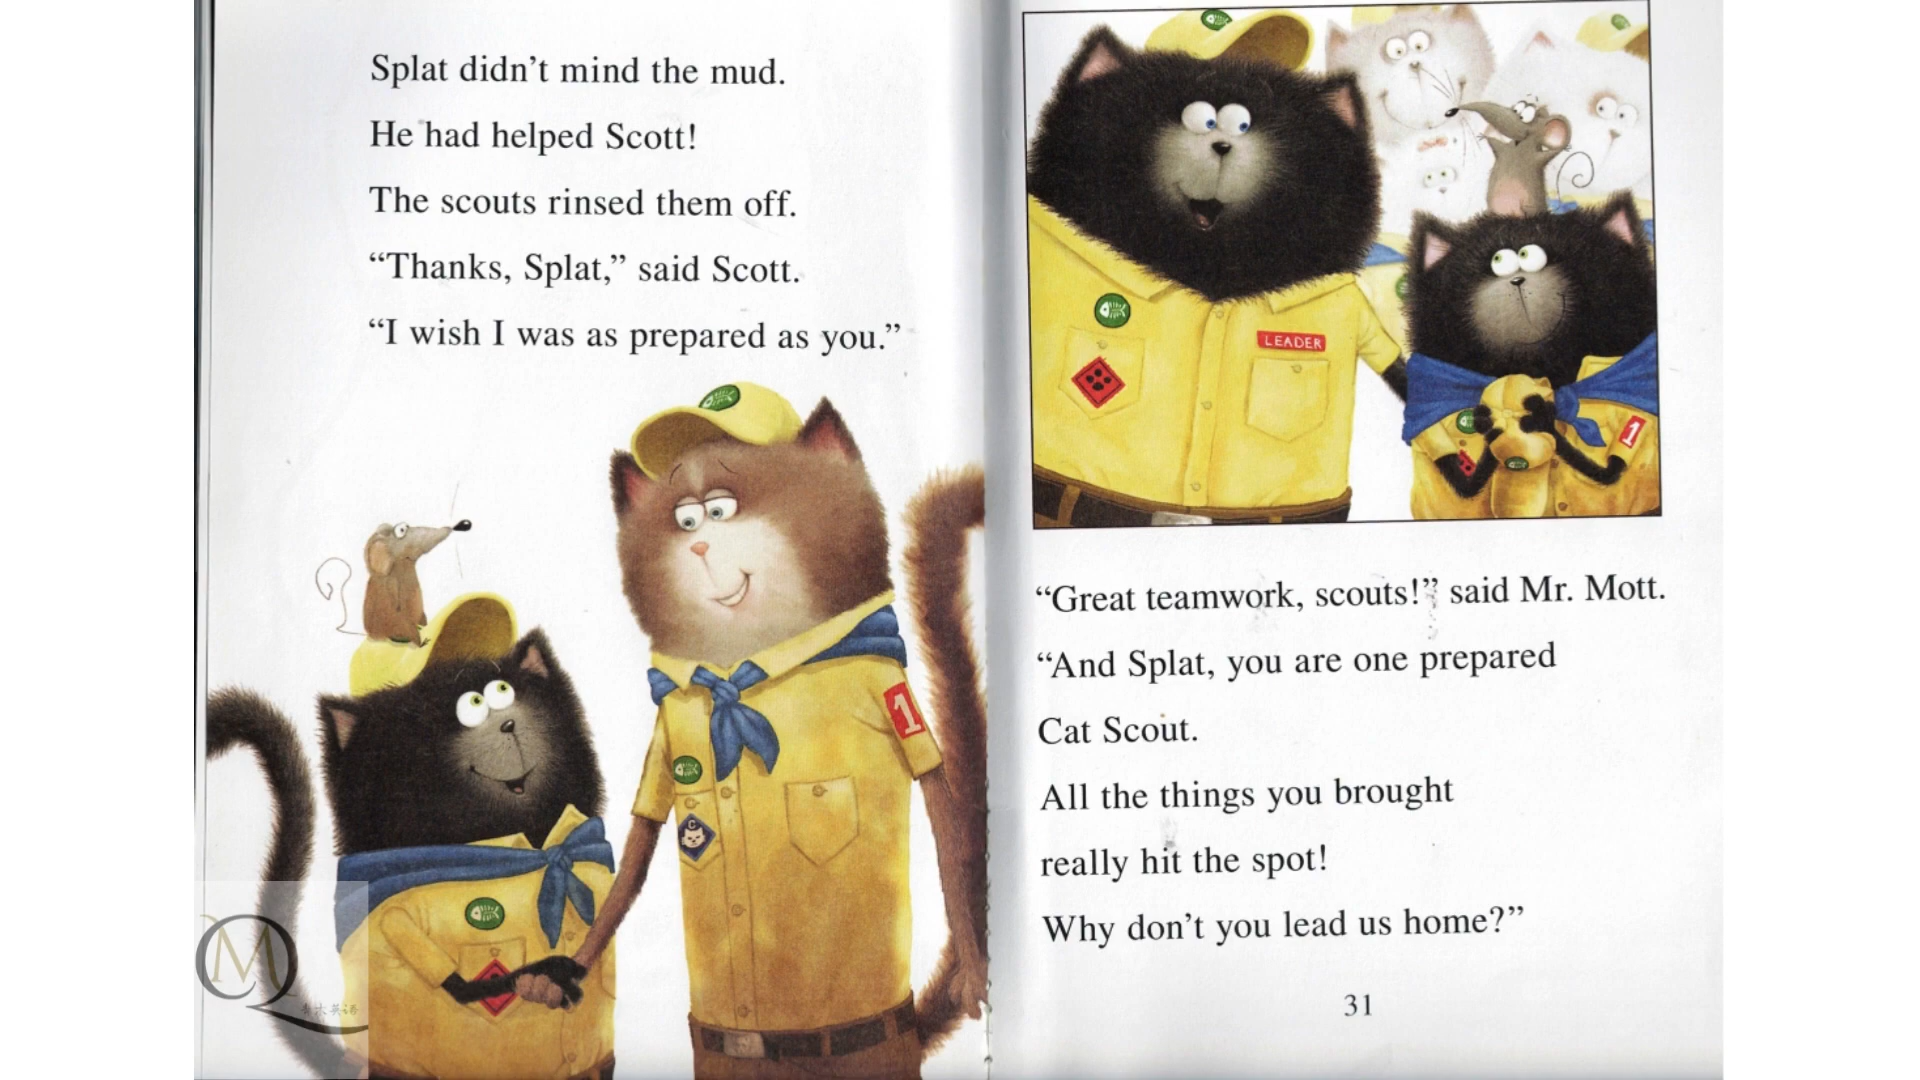 Splat didn't mind the mud.
He had helped Scott!
The scouts rinsed them off.
“Thanks, Splat,” said Scott.
“I wish I was as prepared as you.”
1
C
MQ
LEADER
1
“Great teamwork, scouts!” said Mr. Mott.
“And Splat, you are one prepared
Cat Scout.
All the things you brought
really hit the spot!
Why don't you lead us home?”
31